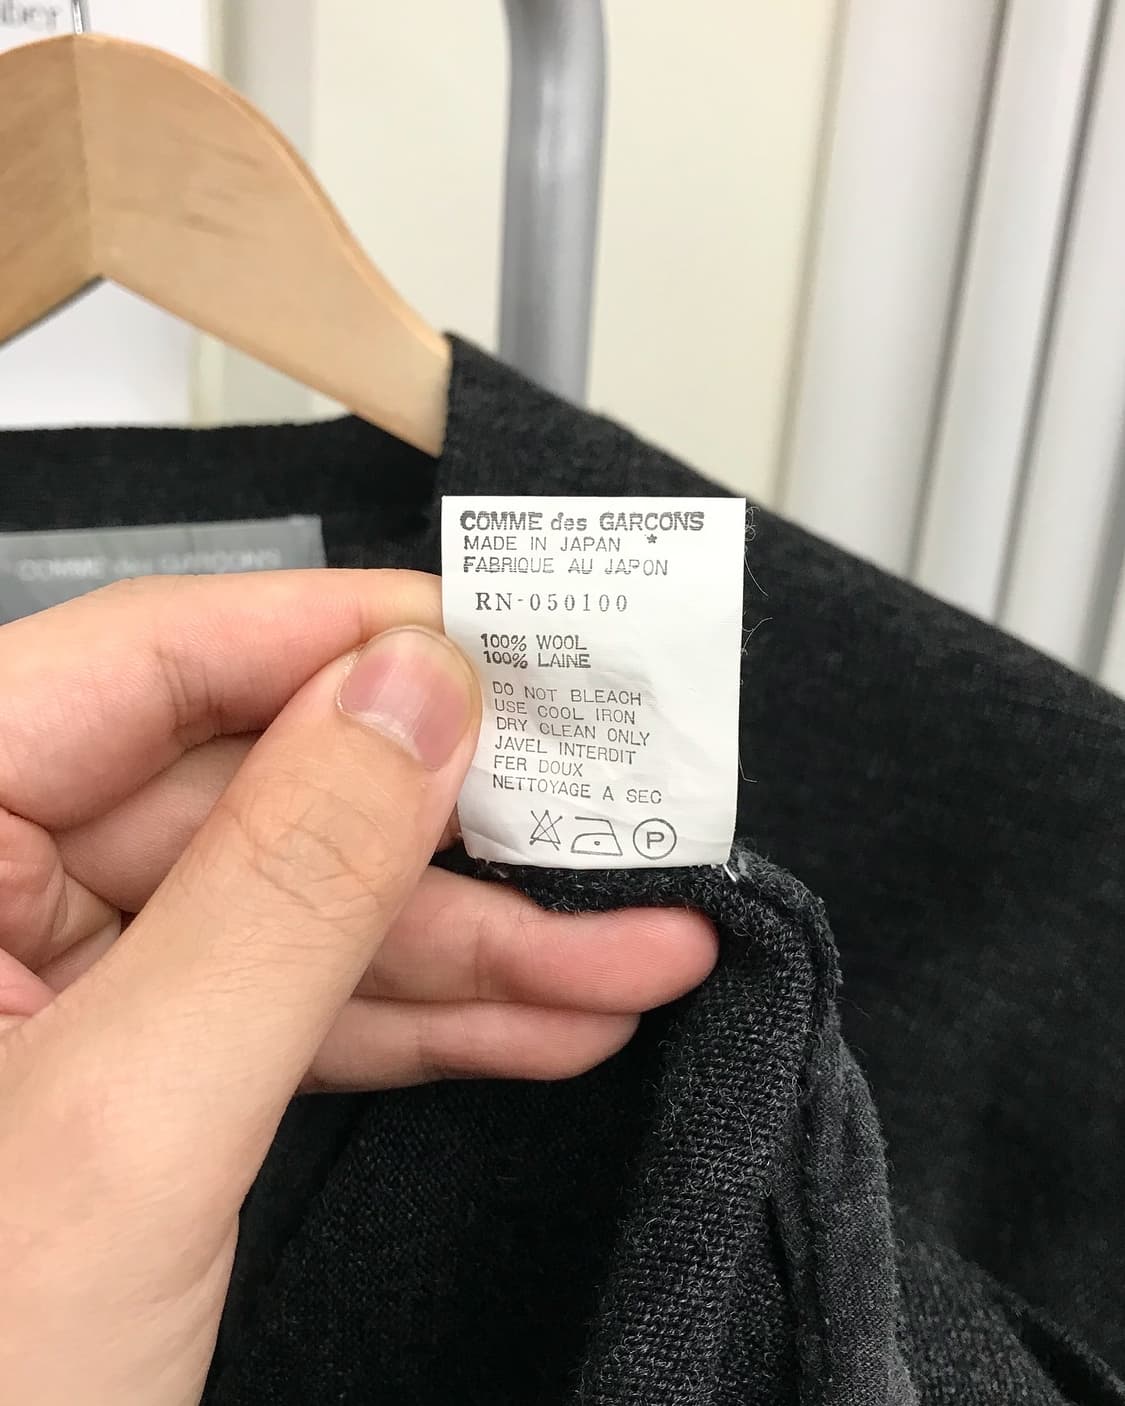 COMME des GARCONS
COMME des GARCONS *
MADE IN JAPAN
FABRIQUE AU JAPON
RN-050100
100% WOOL
100% LAINE
DO NOT BLEACH
USE COOL IRON
DRY CLEAN ONLY
JAVEL INTERDIT
FER DOUX
NETTOYAGE A SEC
P